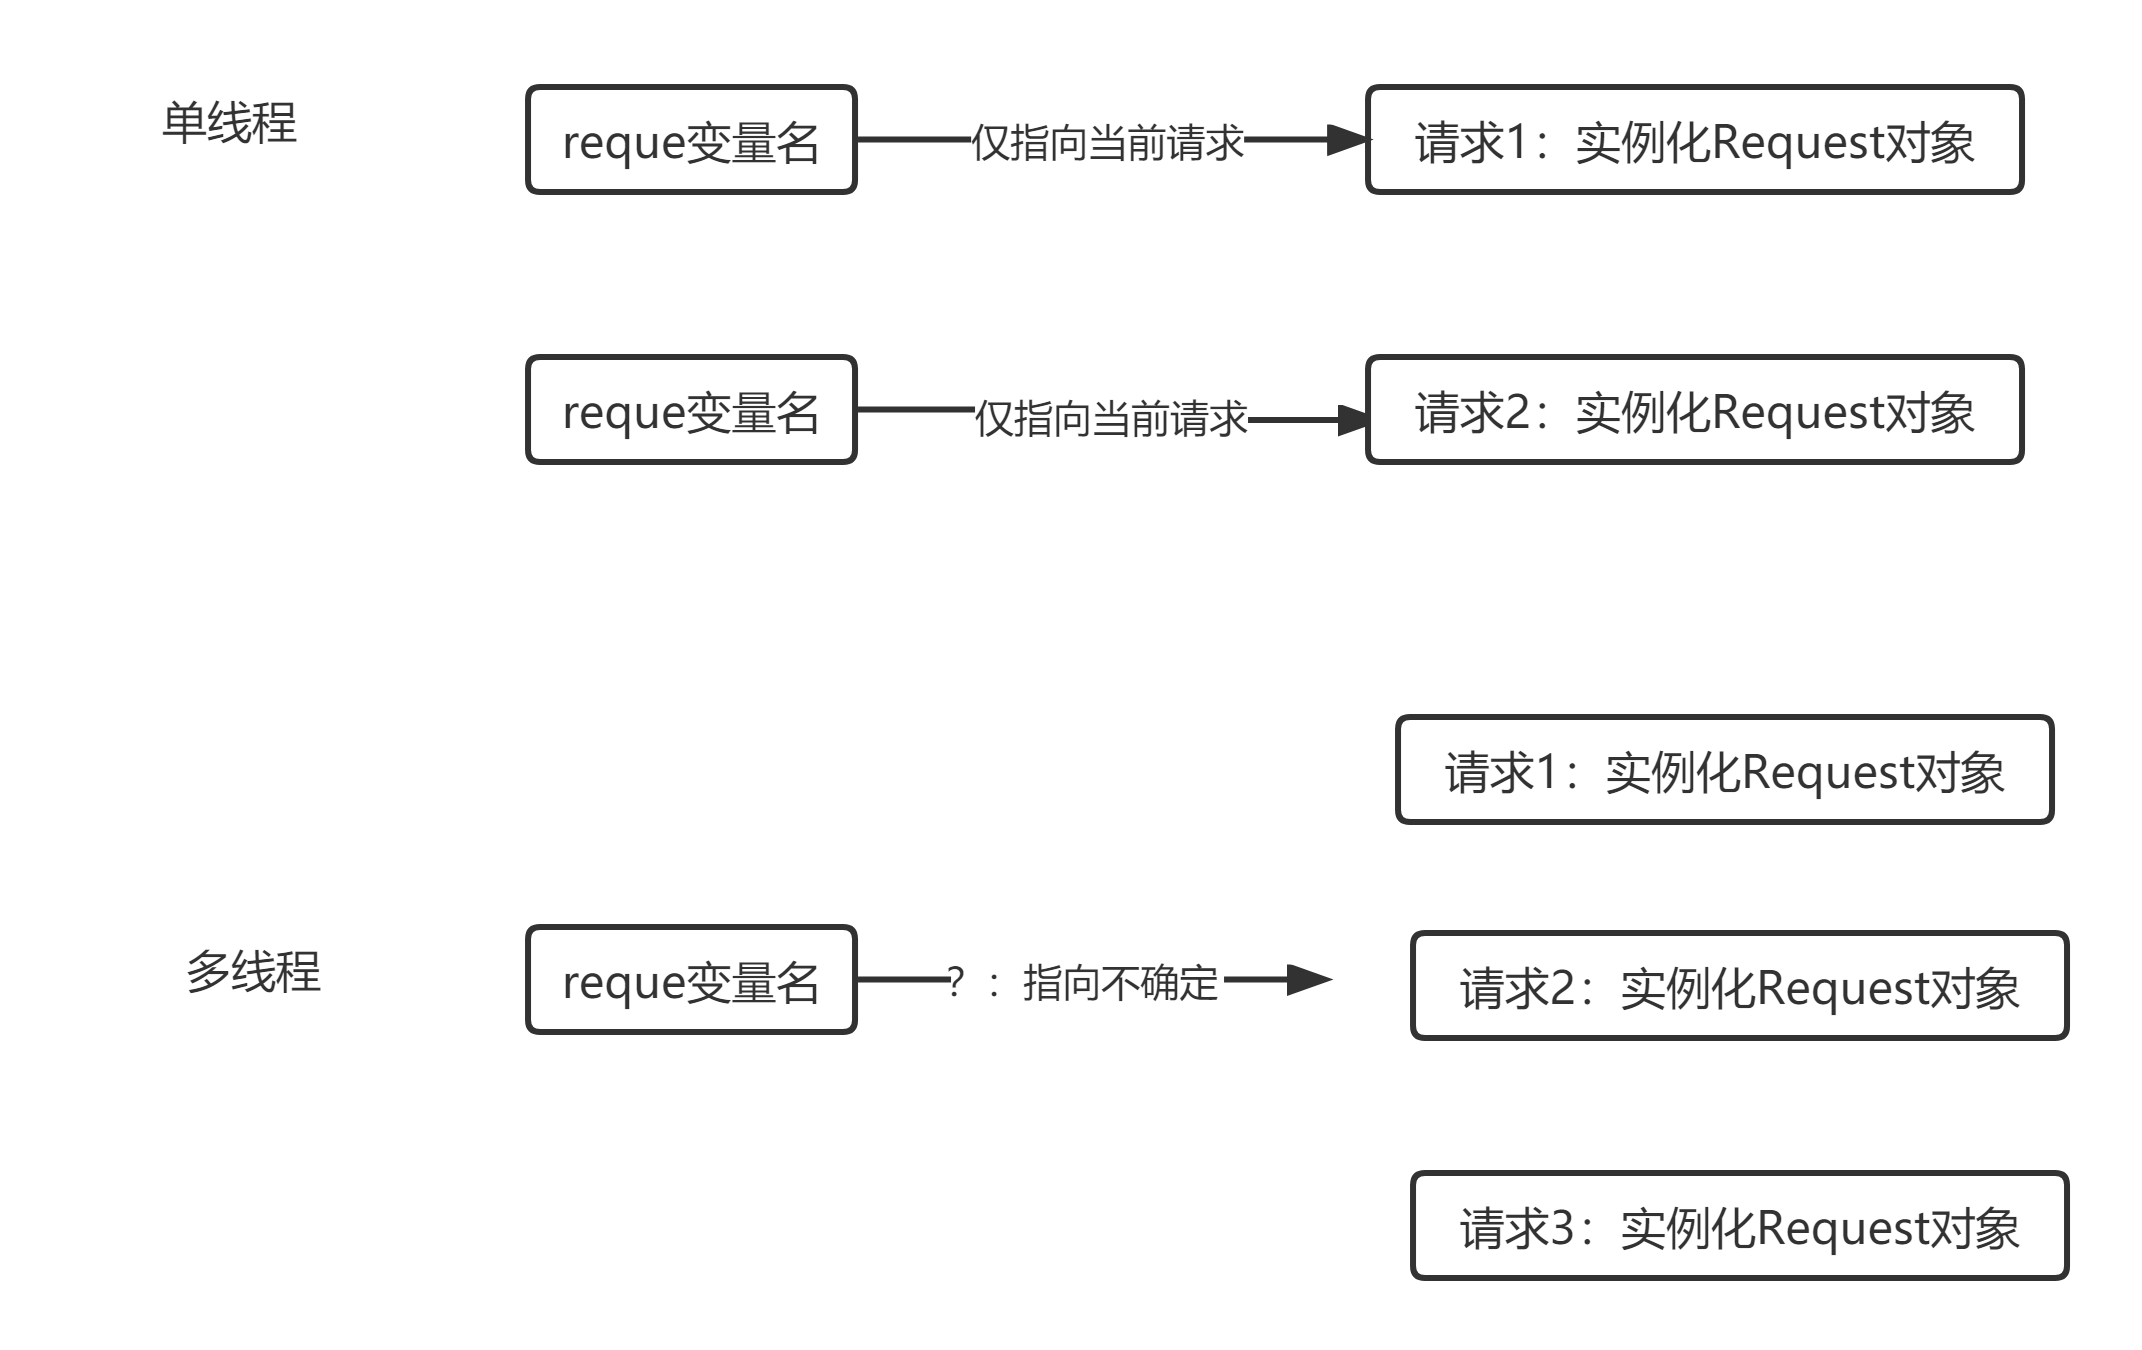 单线程
reque变量名
仅指向当前请求
请求1：实例化Request对象
reque变量名
仅指向当前请求
请求2：实例化Request对象
请求1：实例化Request对象
多线程
reque变量名
？：指向不确定
请求2：实例化Request对象
请求3：实例化Request对象